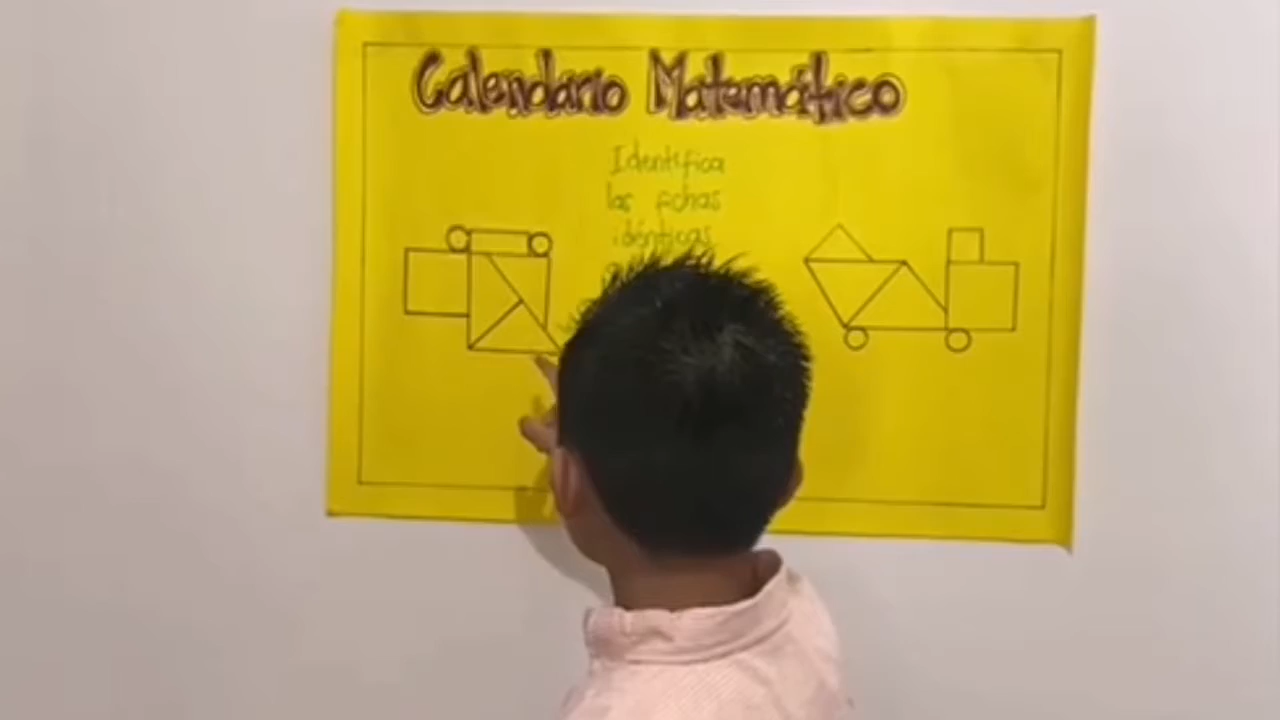 Calendario Matemático
Identifica
las fichas
idénticas